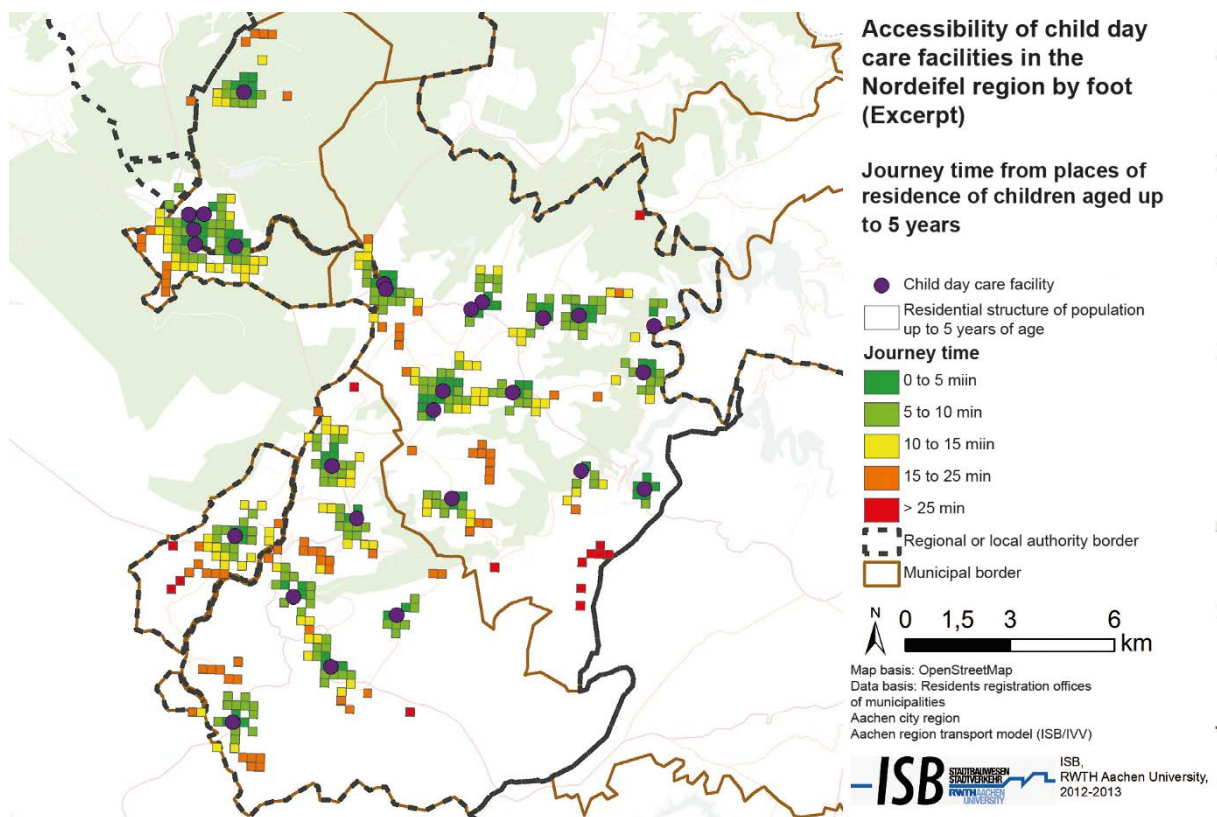 Accessibility of child day
care facilities in the
Nordeifel region by foot
(Excerpt)
Journey time from places of
residence of children aged up
to 5 years
Child day care facility
Residential structure of population
up to 5 years of age
Journey time
0 to 5 miin
5 to 10 min
10 to 15 miin
15 to 25 min
> 25 min
Regional or local authority border
Municipal border
N
0 1,5 3 6
km
Map basis: OpenStreetMap
Data basis: Residents registration offices
of municipalities
Aachen city region
Aachen region transport model (ISB/IVV)
ISB
STADTBAUWESEN
STADTVERKEHR
RWTHAACHEN
UNIVERSITY
ISB,
RWTH Aachen University,
2012-2013